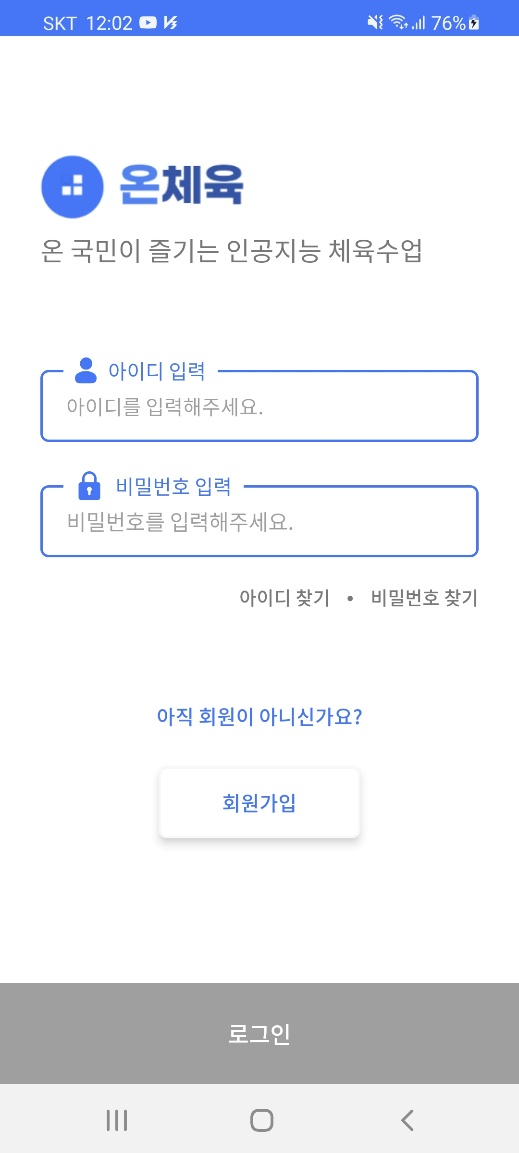 SKT 12:02 76%
온체육
온 국민이 즐기는 인공지능 체육수업
아이디 입력
아이디를 입력해주세요.
비밀번호 입력
비밀번호를 입력해주세요.
아이디 찾기 • 비밀번호 찾기
아직 회원이 아니신가요?
회원가입
로그인